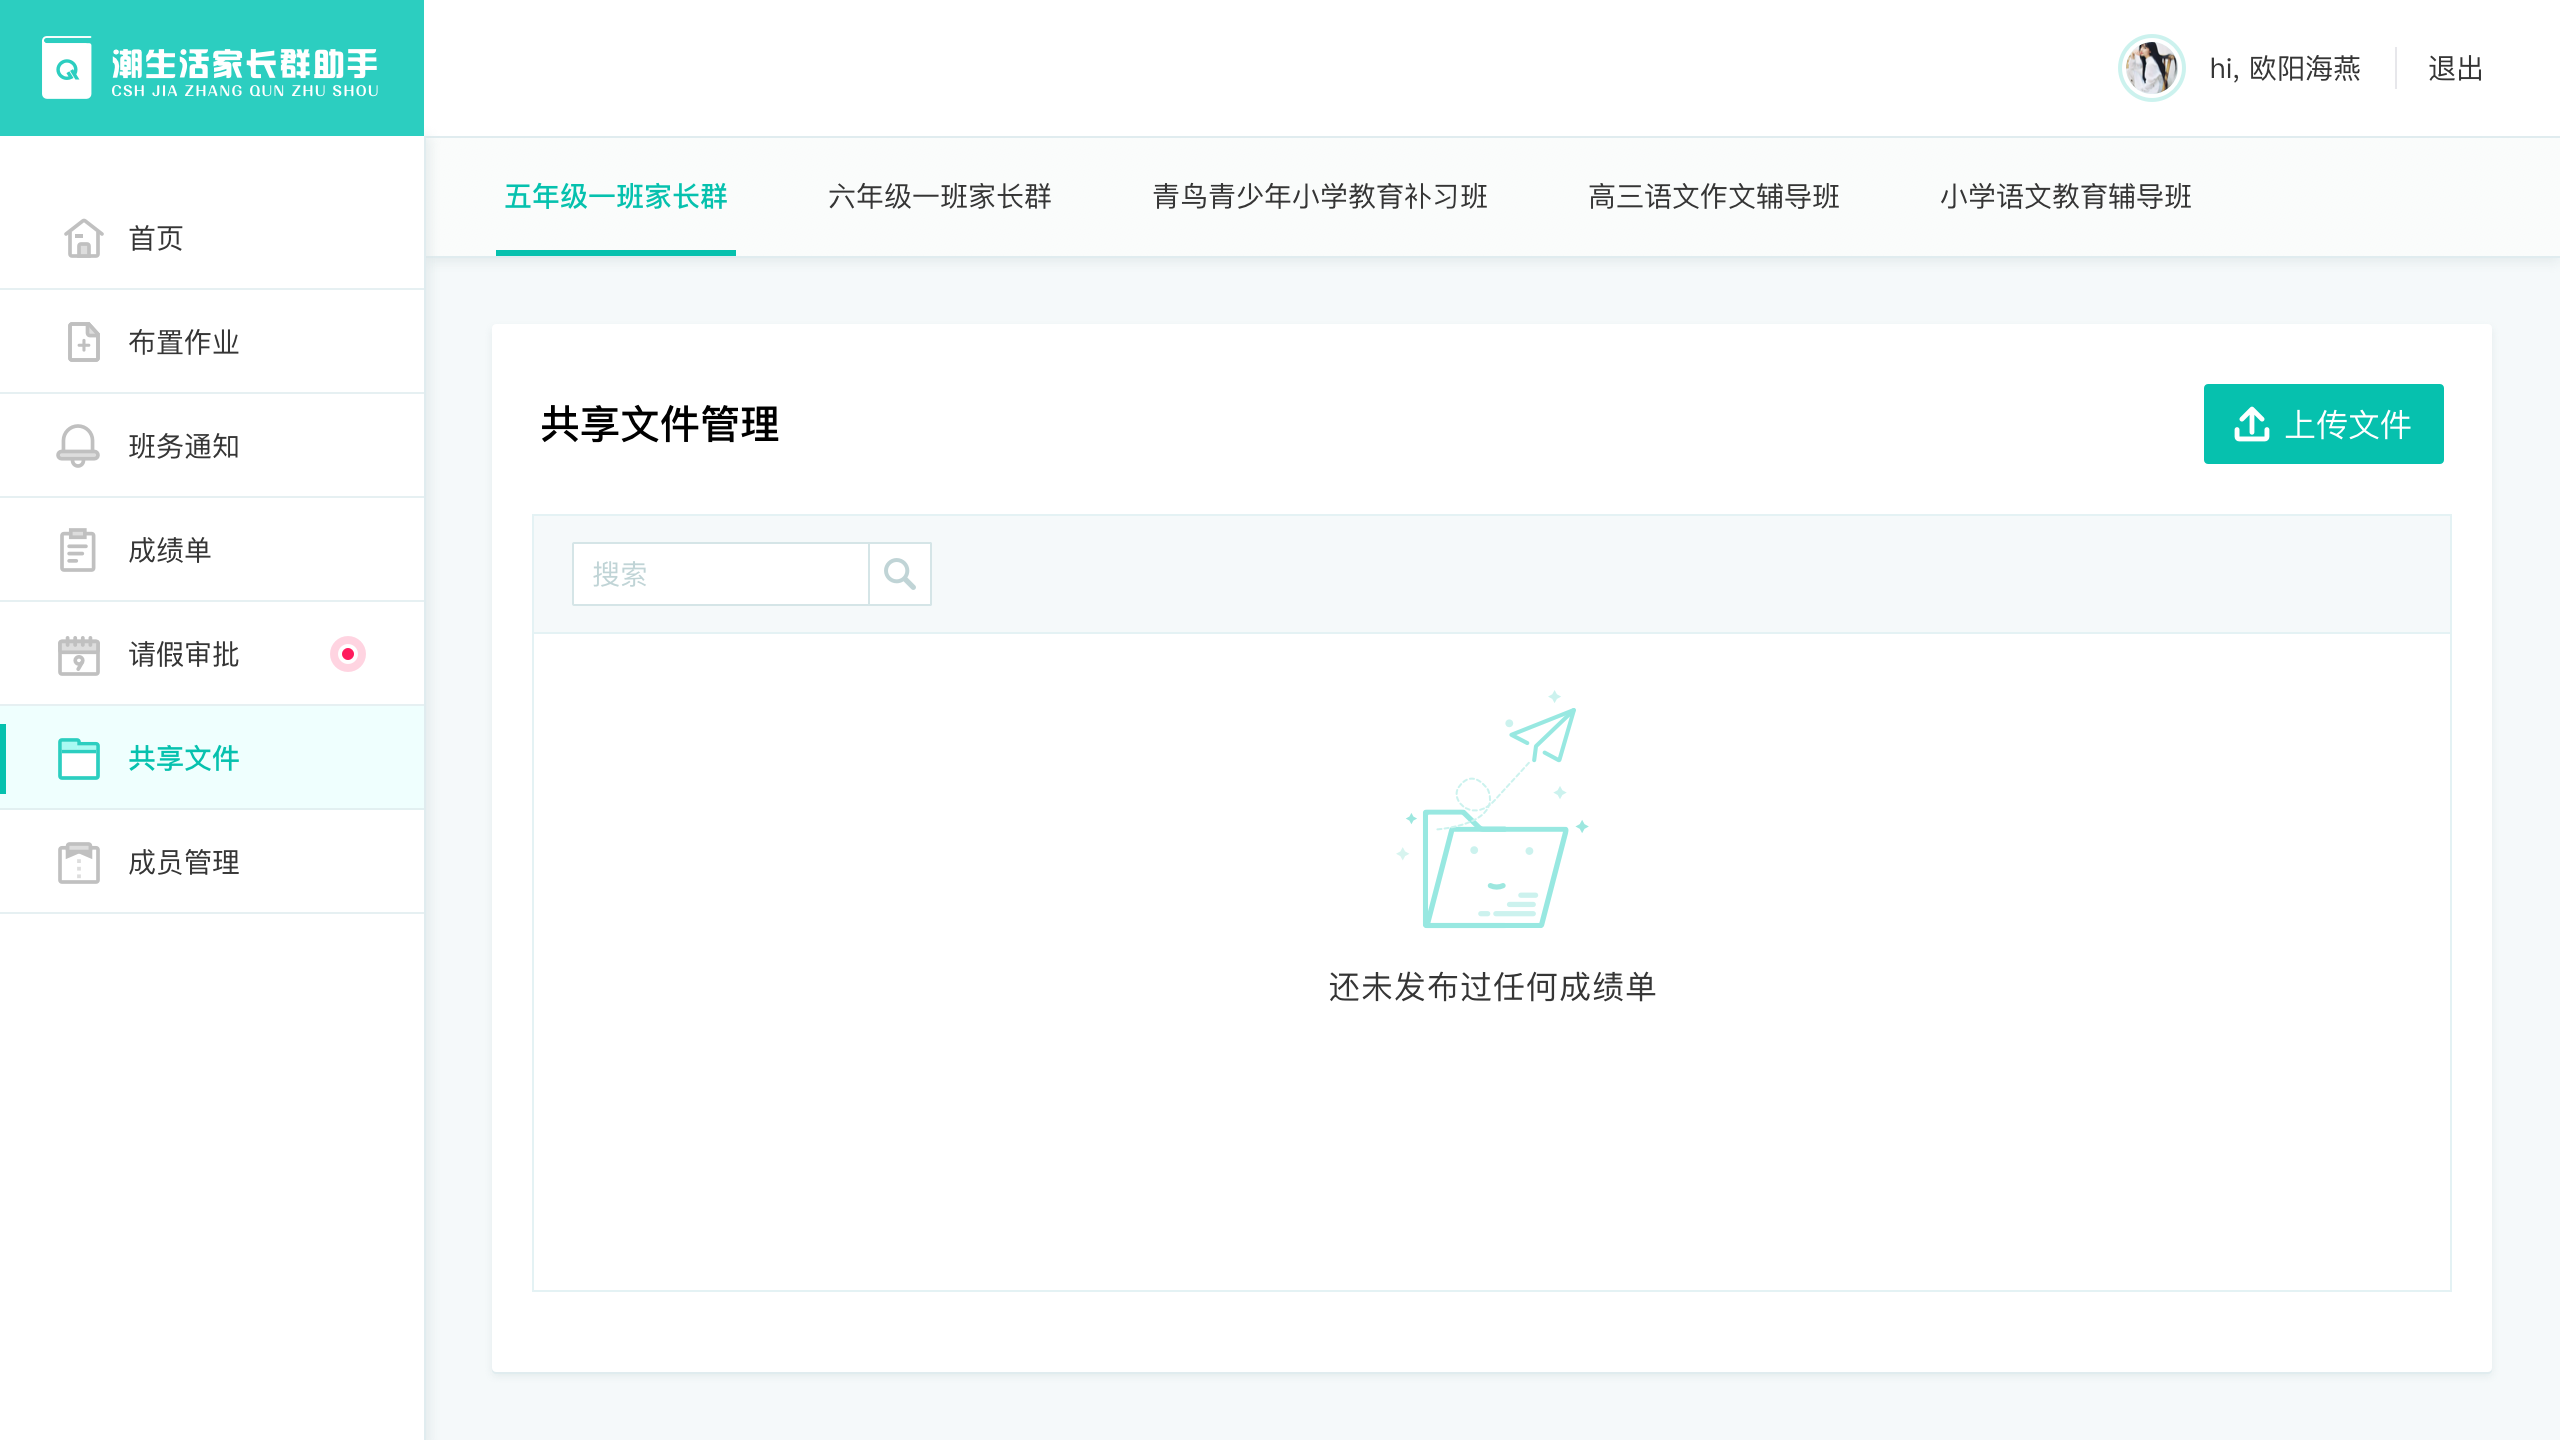 潮生活家长群助手
CSH JIA ZHANG QUN ZHU SHOU
hi, 欧阳海燕
退出
五年级一班家长群
六年级一班家长群
青鸟青少年小学教育补习班
高三语文作文辅导班
小学语文教育辅导班
首页
布置作业
班务通知
成绩单
请假审批
共享文件
成员管理
共享文件管理
上传文件
搜索
还未发布过任何成绩单